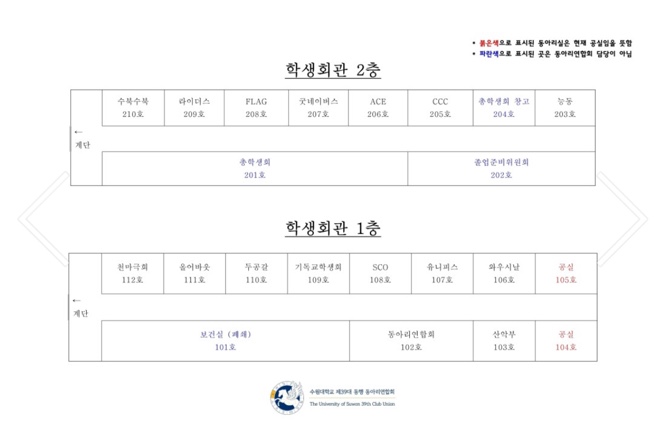 * 붉은색으로 표시된 동아리실은 현재 공실임을 뜻함
* 파란색으로 표시된 곳은 동아리연합회 담당이 아님
학생회관 2층
수북수북 라이더스 FLAG 굿네이버스 ACE CCC 총학생회 창고 능동
210호 209호 208호 207호 206호 205호 204호 203호
←
계단
총학생회 졸업준비위원회
201호 202호
학생회관 1층
천마극회 올어바웃 두공갈 기독교학생회 SCO 유니피스 와우시날 공실
112호 111호 110호 109호 108호 107호 106호 105호
←
계단
보건실 (폐쇄) 동아리연합회 산악부 공실
101호 102호 103호 104호
수원대학교 제39대 동행 동아리연합회
The University of Suwon 39th Club Union